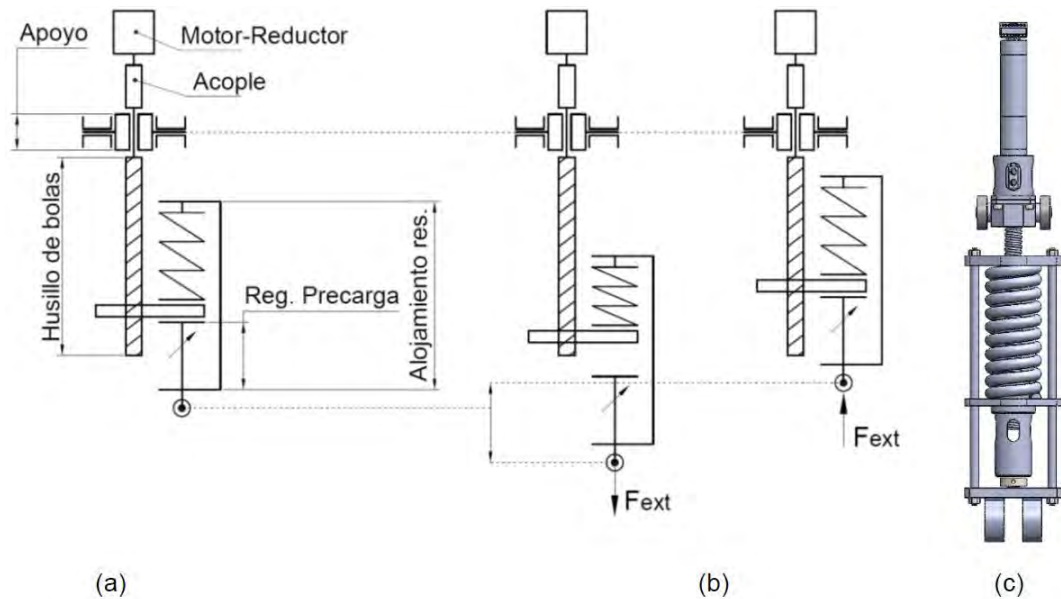 Apoyo
Motor-Reductor
Acople
Husillo de bolas
Reg. Precarga
Alojamiento res.
Fext
Fext
(a)
(b)
(c)